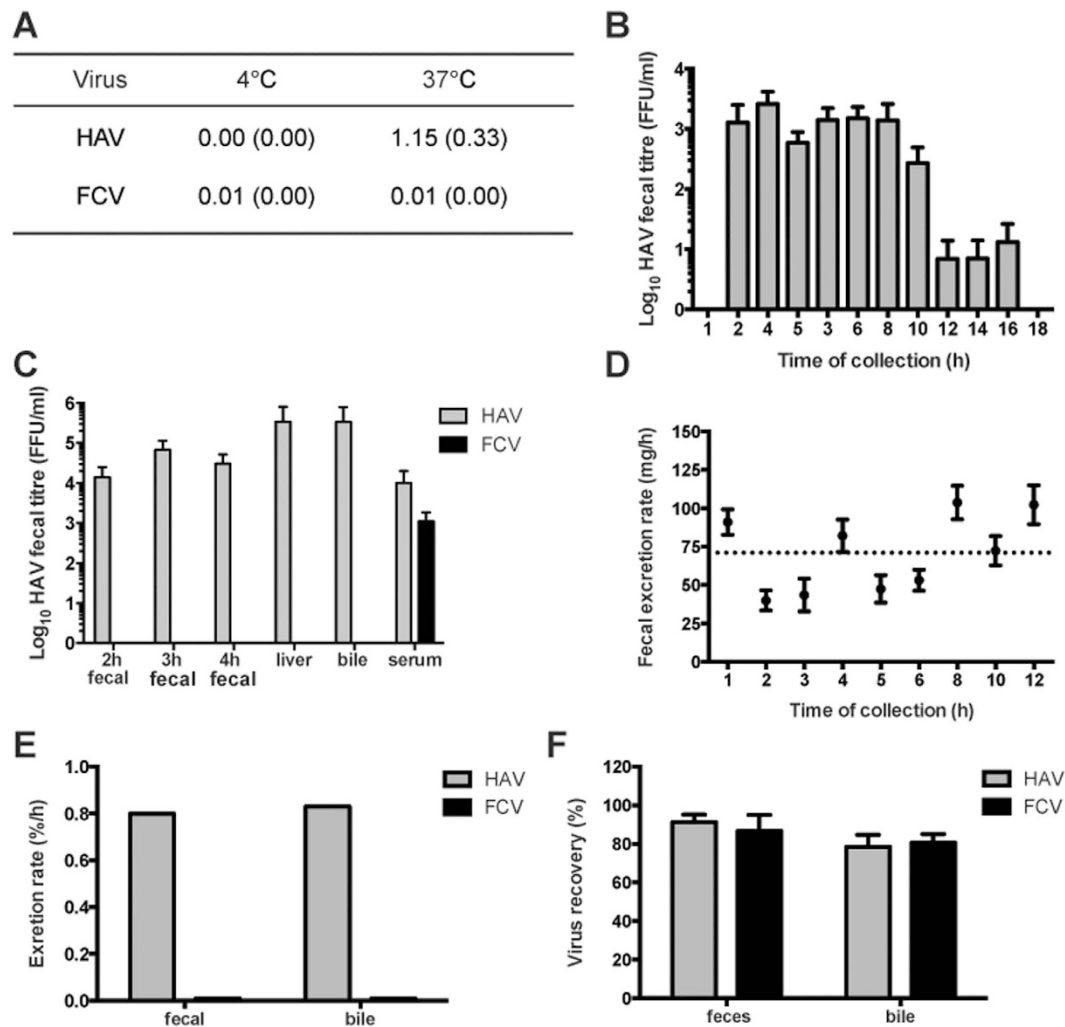 A
Virus 4°C 37°C
HAV 0.00 (0.00) 1.15 (0.33)
FCV 0.01 (0.00) 0.01 (0.00)
B
Log10 HAV fecal titre (FFU/ml)
4
3
2
1
0
1 2 4 5 3 6 8 10 12 14 16 18
Time of collection (h)
C
Log10 HAV fecal titre (FFU/ml)
6
5
4
3
2
1
0
2h fecal
3h fecal
4h fecal
liver
bile
serum
HAV
FCV
D
Fecal excretion rate (mg/h)
150
125
100
75
50
25
0
1 2 3 4 5 6 8 10 12
Time of collection (h)
E
Exretion rate (%/h)
1.0
0.8
0.6
0.4
0.2
0.0
fecal bile
HAV
FCV
F
Virus recovery (%)
120
100
80
60
40
20
0
feces bile
HAV
FCV